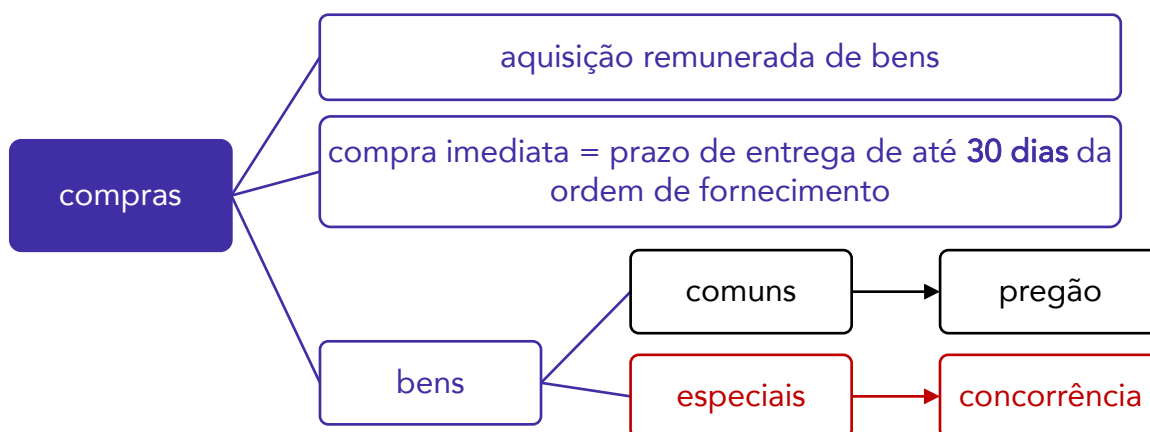 aquisição remunerada de bens
compra imediata = prazo de entrega de até 30 dias da
ordem de fornecimento
compras
comuns
pregão
bens
especiais
concorrência